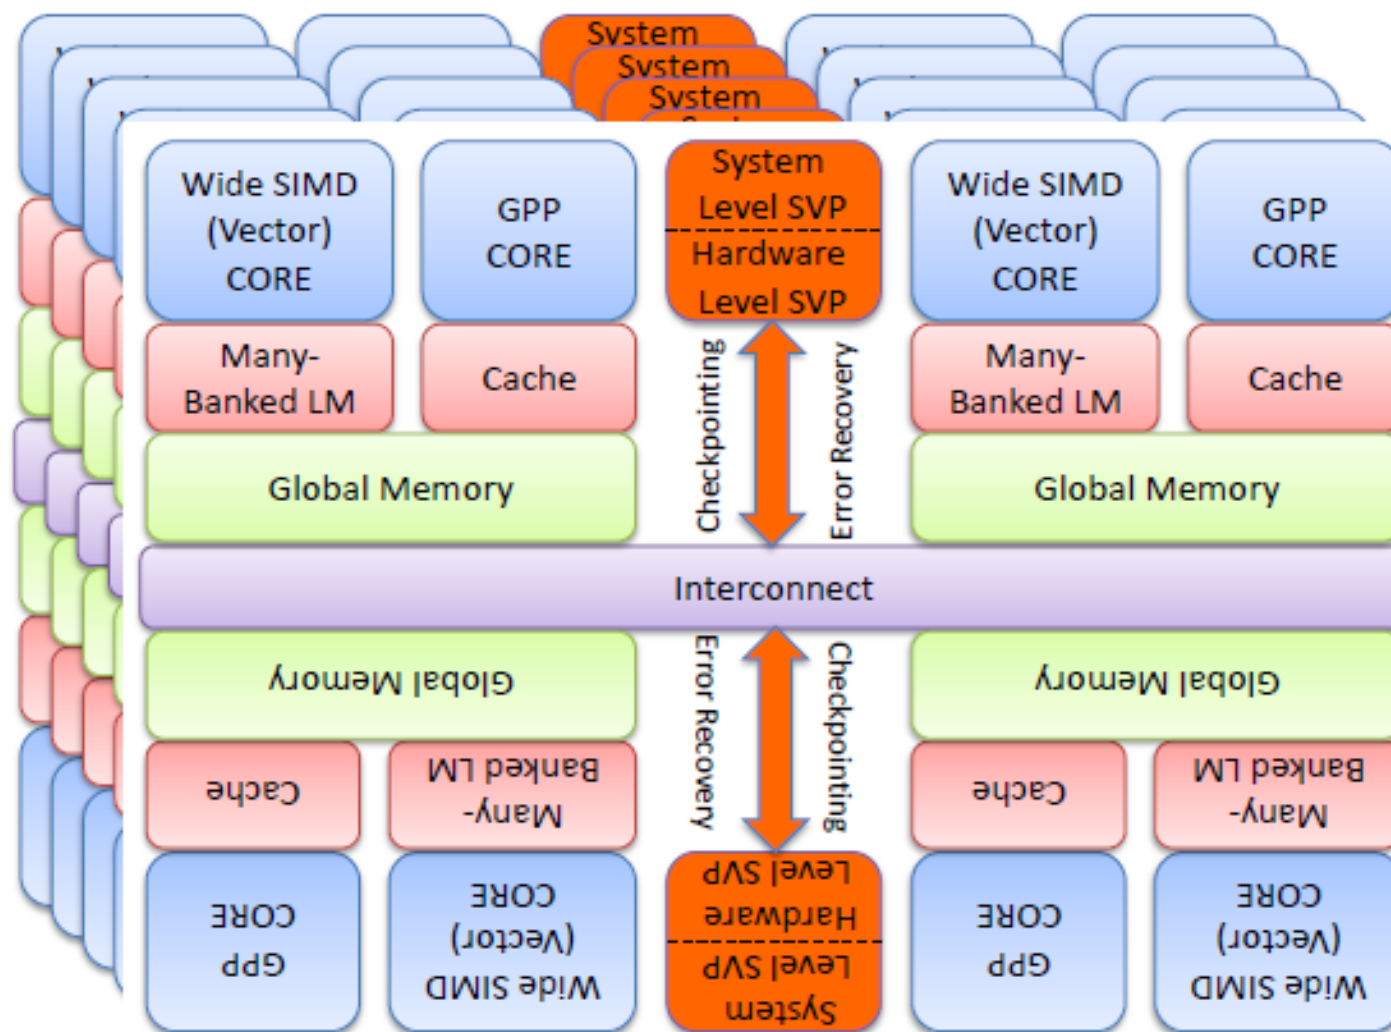 System
System
System
Wide SIMD
(Vector)
CORE
GPP
CORE
System
Level SVP
Hardware
Level SVP
Wide SIMD
(Vector)
CORE
GPP
CORE
Many-
Banked LM
Cache
Checkpointing
Error Recovery
Many-
Banked LM
Cache
Global Memory
Global Memory
Interconnect
Global Memory
Error Recovery
Checkpointing
Global Memory
Cache
Many-
Banked LM
Cache
Many-
Banked LM
GPP
CORE
Wide SIMD
(Vector)
CORE
System
Level SVP
Hardware
Level SVP
GPP
CORE
Wide SIMD
(Vector)
CORE